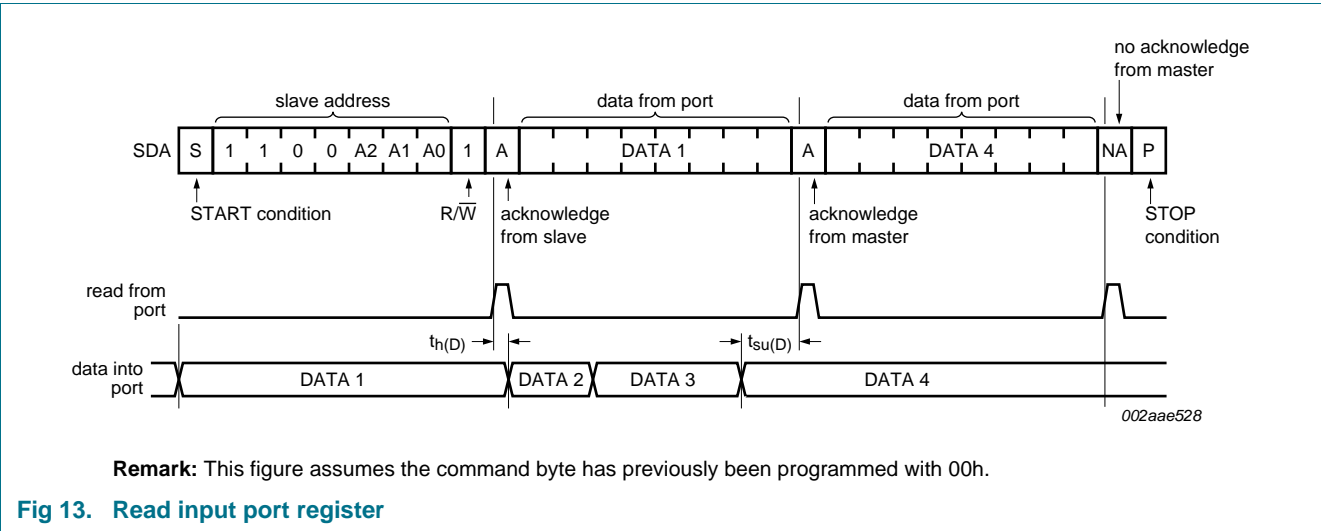 no acknowledge
from master
slave address
data from port
data from port
SDA S 1 1 0 0 A2 A1 A0 1 A DATA 1 A DATA 4 NA P
START condition
R/W̅
acknowledge
from slave
acknowledge
from master
STOP
condition
read from
port
th(D)
tsu(D)
data into
port
DATA 1 DATA 2 DATA 3 DATA 4
002aae528
Remark: This figure assumes the command byte has previously been programmed with 00h.
Fig 13. Read input port register